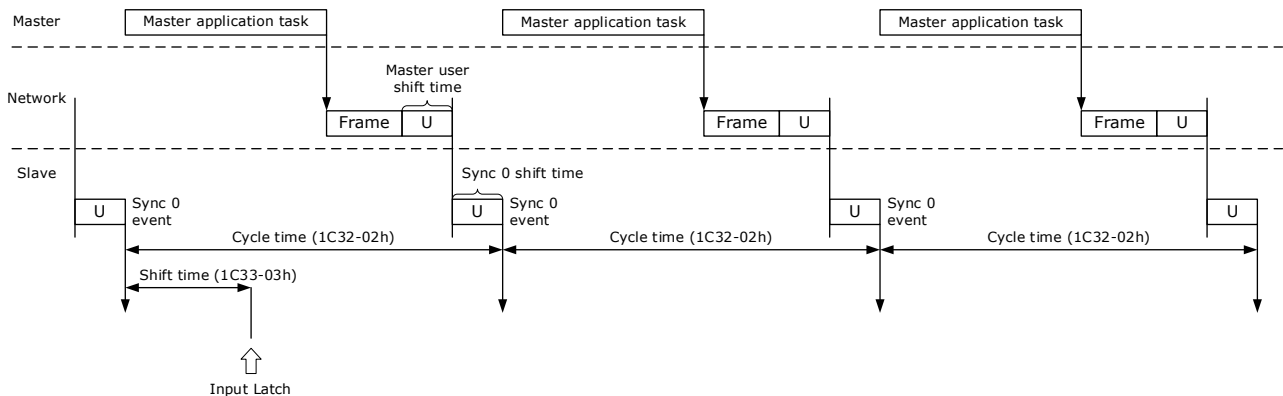 Master
Master application task
Master application task
Master application task
Master user
shift time
Network
Frame
U
Frame
U
Frame
U
Slave
Sync 0 shift time
U
Sync 0
event
U
Sync 0
event
U
Sync 0
event
U
Cycle time (1C32-02h)
Cycle time (1C32-02h)
Cycle time (1C32-02h)
Shift time (1C33-03h)
Input Latch